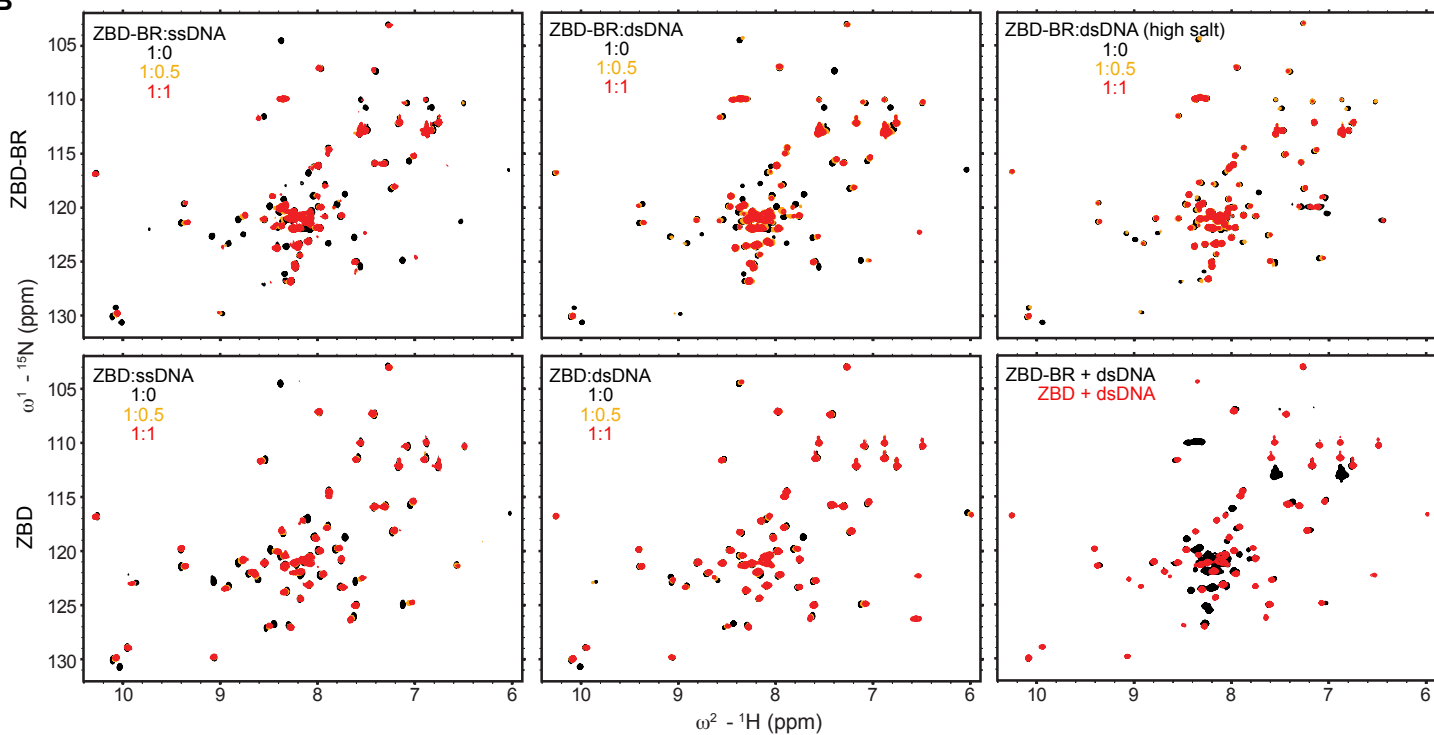 B
ZBD-BR:ssDNA
1:0
1:0.5
1:1
ZBD-BR:dsDNA
1:0
1:0.5
1:1
ZBD-BR:dsDNA (high salt)
1:0
1:0.5
1:1
105
110
115
120
125
130
ZBD-BR
ω1 - 15N (ppm)
ZBD:ssDNA
1:0
1:0.5
1:1
ZBD:dsDNA
1:0
1:0.5
1:1
ZBD-BR + dsDNA
ZBD + dsDNA
105
110
115
120
125
130
ZBD
10 9 8 7 6
10 9 8 7 6
10 9 8 7 6
ω2 - 1H (ppm)